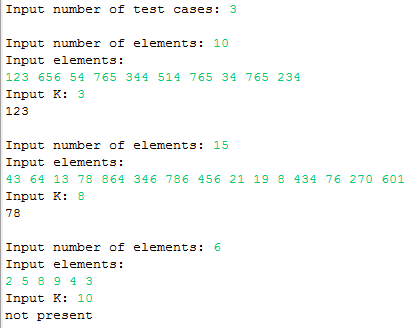 Input number of test cases: 3
Input number of elements: 10
Input elements:
123 656 54 765 344 514 765 34 765 234
Input K: 3
123
Input number of elements: 15
Input elements:
43 64 13 78 864 346 786 456 21 19 8 434 76 270 601
Input K: 8
78
Input number of elements: 6
Input elements:
2 5 8 9 4 3
Input K: 10
not present